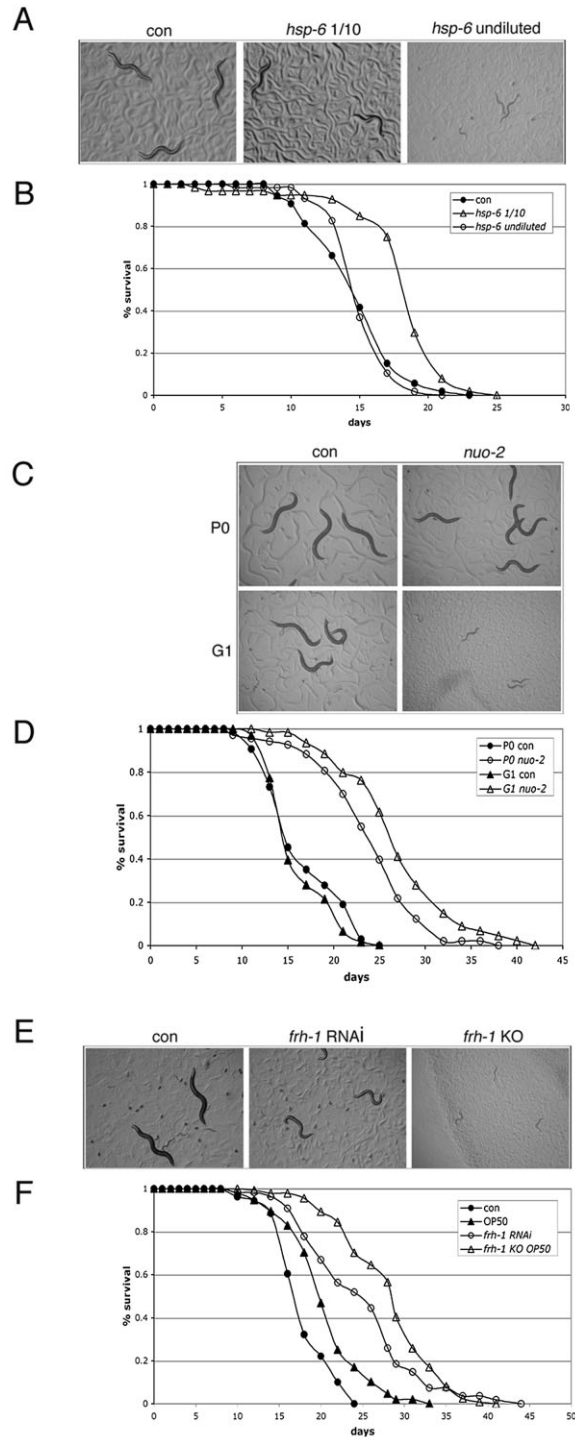 A
con hsp-6 1/10 hsp-6 undiluted
B
1
0.8
0.6
0.4
0.2
0
% survival
con
hsp-6 1/10
hsp-6 undiluted
0 5 10 15 20 25 30
days
C
con nuo-2
P0
G1
D
1
0.8
0.6
0.4
0.2
0
% survival
P0 con
P0 nuo-2
G1 con
G1 nuo-2
0 5 10 15 20 25 30 35 40 45
days
E
con frh-1 RNAi frh-1 KO
F
1
0.8
0.6
0.4
0.2
0
% survival
con
OP50
frh-1 RNAi
frh-1 KO OP50
0 10 20 30 40 50
days